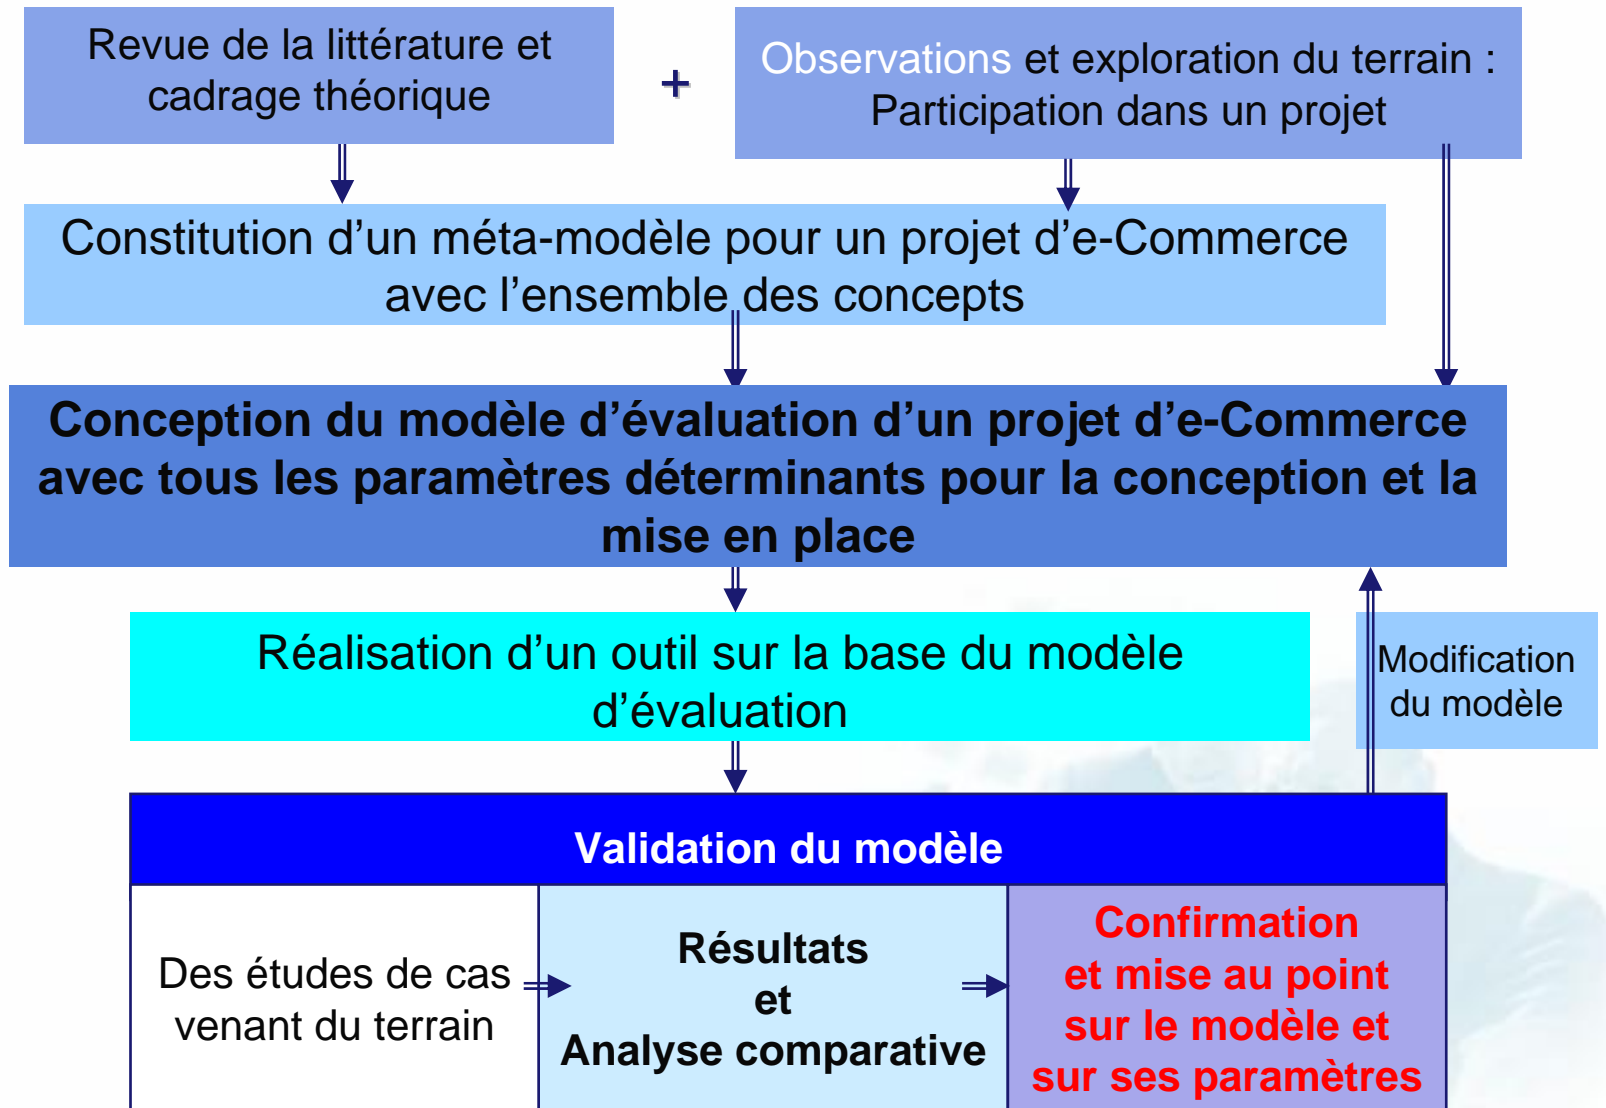 Revue de la littérature et
cadrage théorique
+
Observations et exploration du terrain :
Participation dans un projet
Constitution d’un méta-modèle pour un projet d’e-Commerce
avec l’ensemble des concepts
Conception du modèle d’évaluation d’un projet d’e-Commerce
avec tous les paramètres déterminants pour la conception et la
mise en place
Réalisation d’un outil sur la base du modèle
d’évaluation
Modification
du modèle
Validation du modèle
Des études de cas
venant du terrain
Résultats
et
Analyse comparative
Confirmation
et mise au point
sur le modèle et
sur ses paramètres